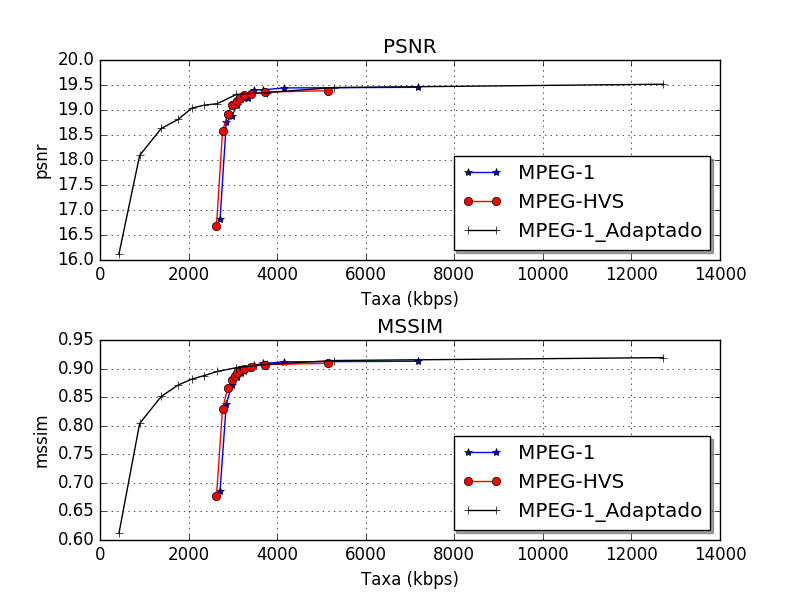 PSNR
20.0
19.5
19.0
18.5
18.0
17.5
17.0
16.5
16.0
psnr
0 2000 4000 6000 8000 10000 12000 14000
Taxa (kbps)
MPEG-1
MPEG-HVS
MPEG-1_Adaptado
MSSIM
0.95
0.90
0.85
0.80
0.75
0.70
0.65
0.60
mssim
0 2000 4000 6000 8000 10000 12000 14000
Taxa (kbps)
MPEG-1
MPEG-HVS
MPEG-1_Adaptado